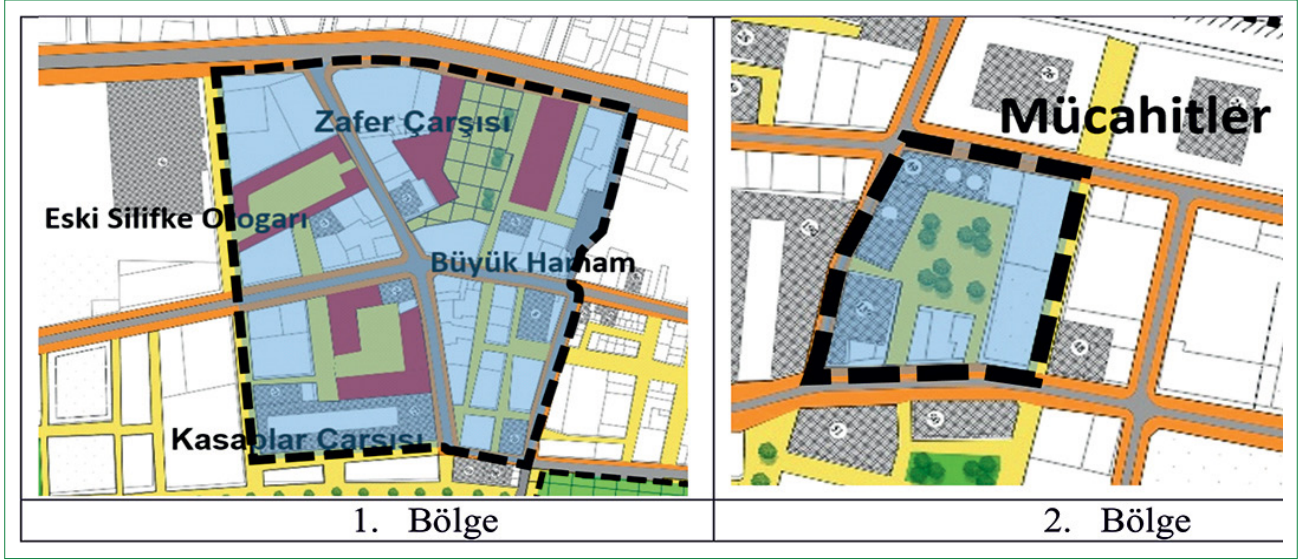 Zafer Çarşısı
Eski Silifke Otogarı
Büyük Hamam
Kasaplar Çarşısı
Mücahitler
1. Bölge
2. Bölge